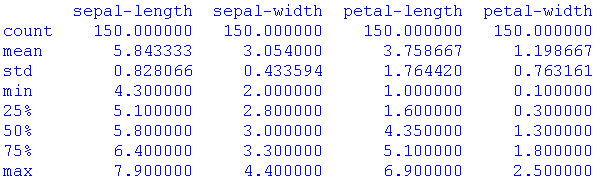 sepal-length sepal-width petal-length petal-width
count 150.000000 150.000000 150.000000 150.000000
mean 5.843333 3.054000 3.758667 1.198667
std 0.828066 0.433594 1.764420 0.763161
min 4.300000 2.000000 1.000000 0.100000
25% 5.100000 2.800000 1.600000 0.300000
50% 5.800000 3.000000 4.350000 1.300000
75% 6.400000 3.300000 5.100000 1.800000
max 7.900000 4.400000 6.900000 2.500000